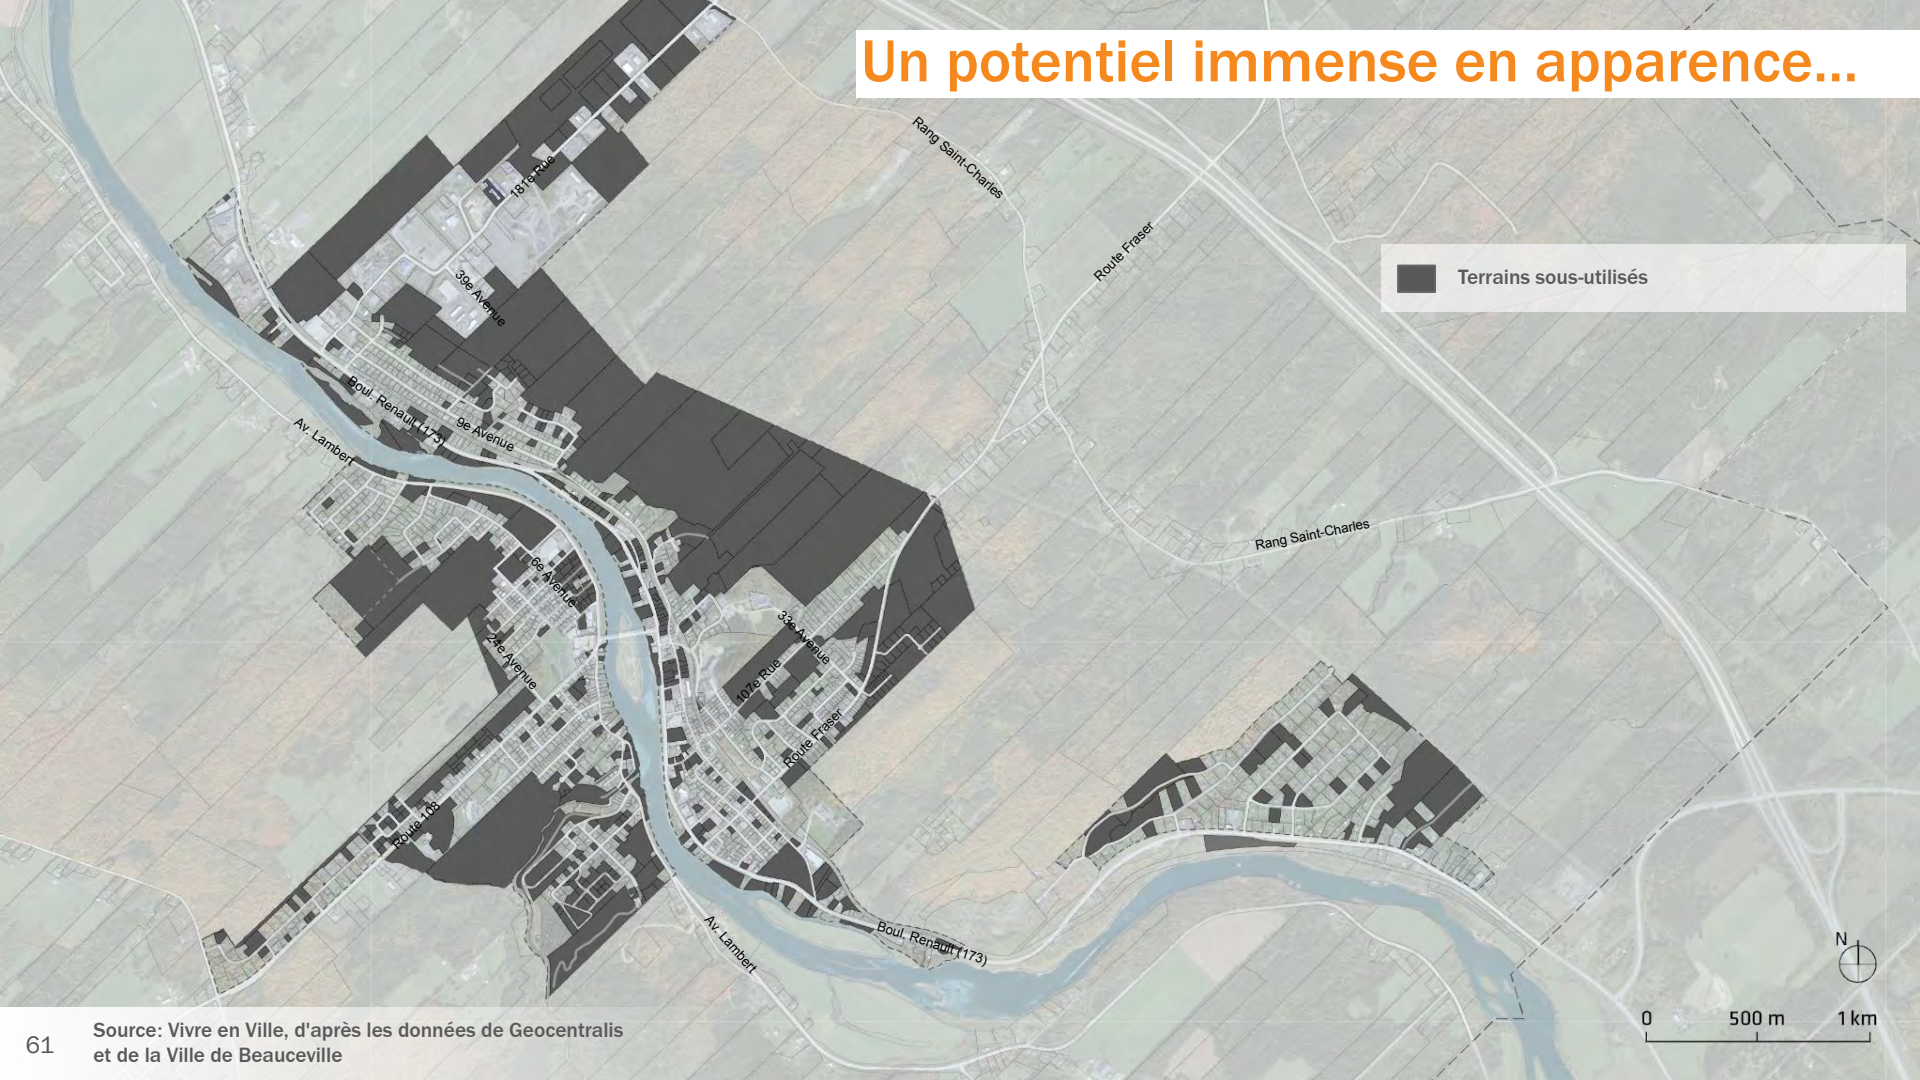 Un potentiel immense en apparence...
Rang Saint-Charles
181e Rue
Route Fraser
Terrains sous-utilisés
39e Avenue
Boul. Renault (173)
9e Avenue
Av. Lambert
Rang Saint-Charles
6e Avenue
33e Avenue
24e Avenue
107e Rue
Route Fraser
Route 108
Av. Lambert
Boul. Renault (173)
N
0 500 m 1 km
61
Source: Vivre en Ville, d'après les données de Geocentralis
et de la Ville de Beauceville